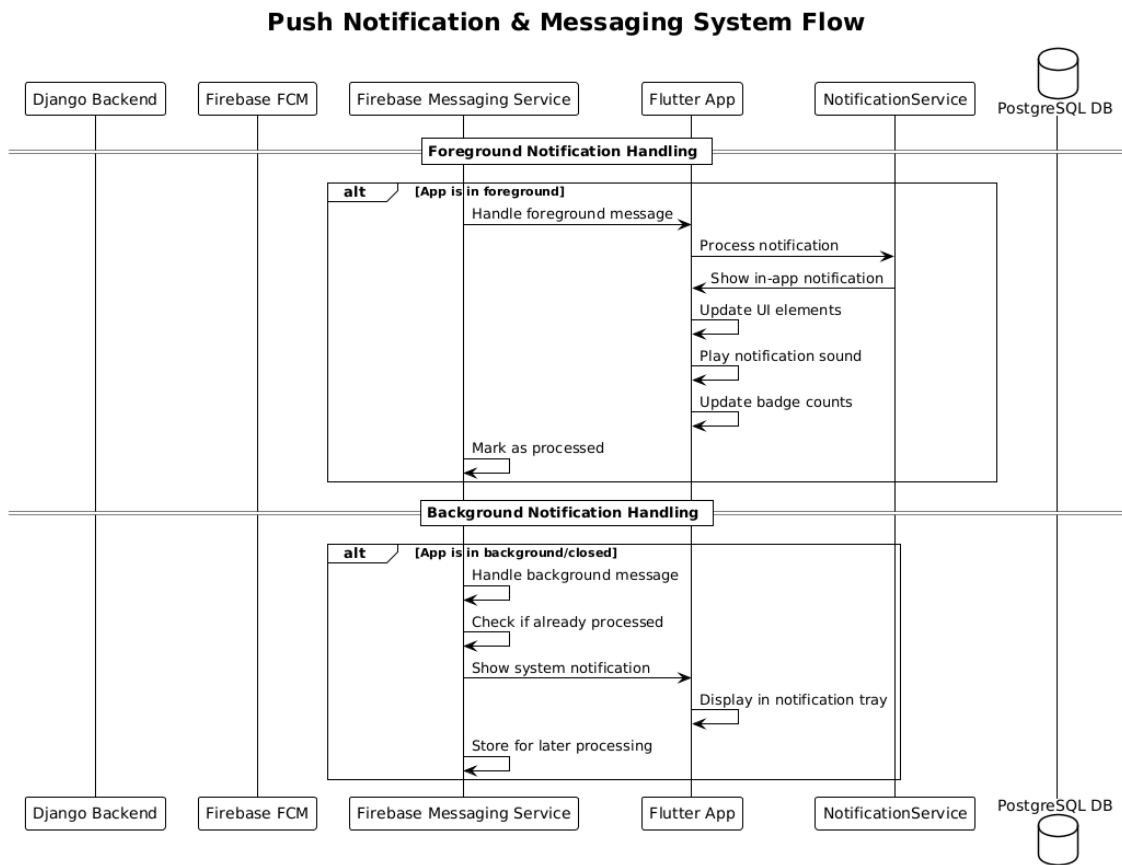 Push Notification & Messaging System Flow
Django Backend
Firebase FCM
Firebase Messaging Service
Flutter App
NotificationService
PostgreSQL DB
Foreground Notification Handling
alt [App is in foreground]
Handle foreground message
Process notification
Show in-app notification
Update UI elements
Play notification sound
Update badge counts
Mark as processed
Background Notification Handling
alt [App is in background/closed]
Handle background message
Check if already processed
Show system notification
Display in notification tray
Store for later processing
Django Backend
Firebase FCM
Firebase Messaging Service
Flutter App
NotificationService
PostgreSQL DB